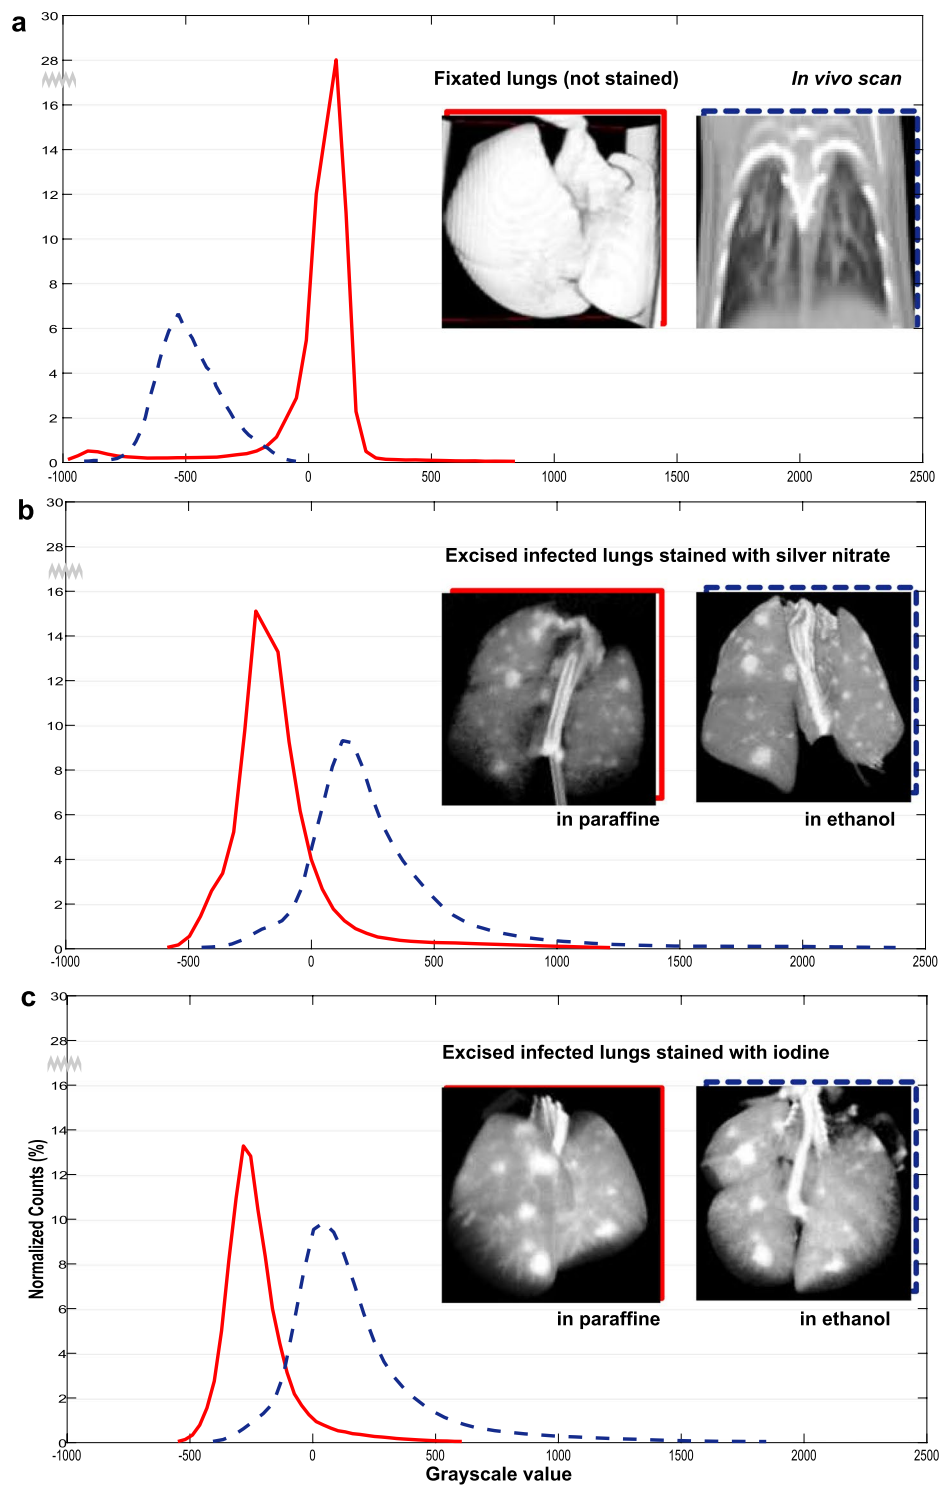 a
30
28
16
14
12
10
8
6
4
2
0
-1000 -500 0 500 1000 1500 2000 2500
Fixated lungs (not stained)
In vivo scan
b
30
28
16
14
12
10
8
6
4
2
0
-1000 -500 0 500 1000 1500 2000 2500
Excised infected lungs stained with silver nitrate
in paraffine
in ethanol
c
30
28
16
14
12
10
8
6
4
2
0
-1000 -500 0 500 1000 1500 2000 2500
Excised infected lungs stained with iodine
in paraffine
in ethanol
Normalized Counts (%)
Grayscale value